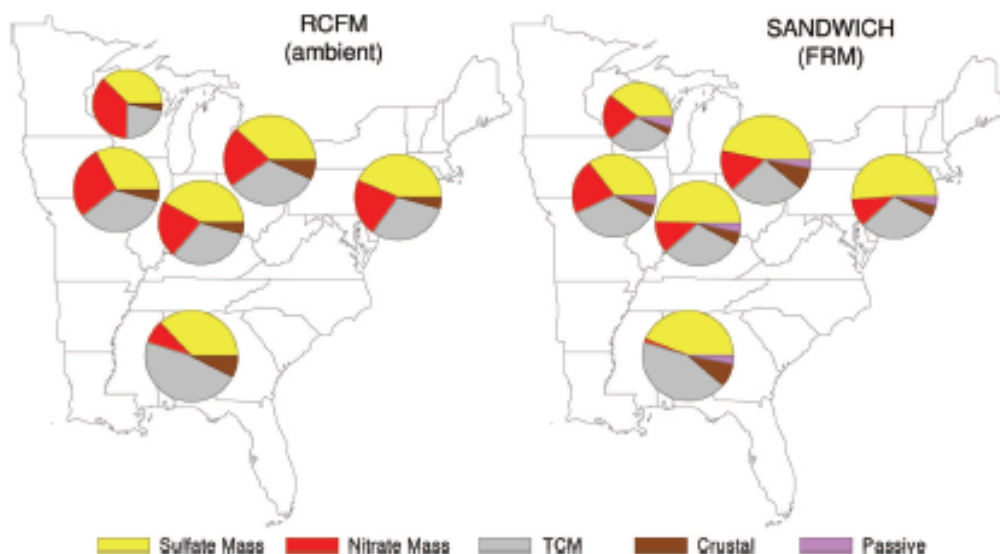 RCFM
(ambient)
SANDWICH
(FRM)
Sulfate Mass Nitrate Mass TCM Crustal Passive